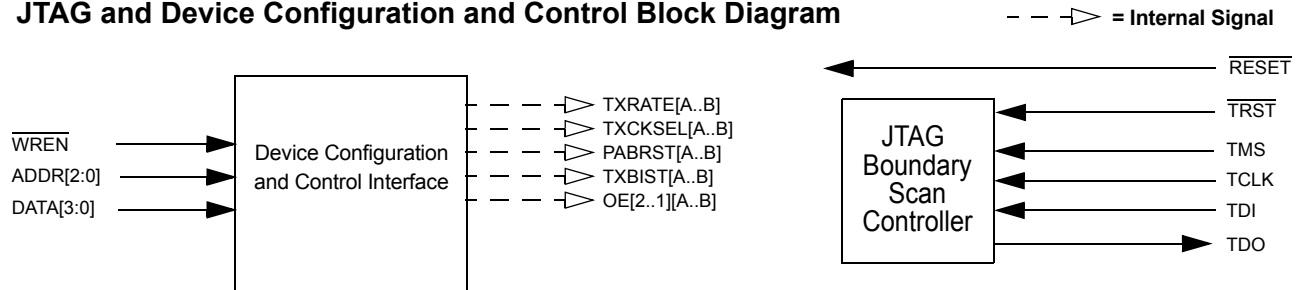 JTAG and Device Configuration and Control Block Diagram
= Internal Signal
WREN
ADDR[2:0]
DATA[3:0]
Device Configuration
and Control Interface
TXRATE[A..B]
TXCKSEL[A..B]
PABRST[A..B]
TXBIST[A..B]
OE[2..1][A..B]
JTAG
Boundary
Scan
Controller
RESET
TRST
TMS
TCLK
TDI
TDO